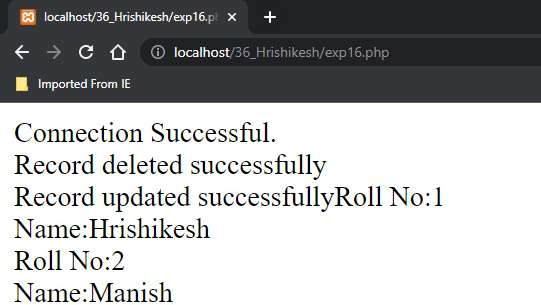 localhost/36_Hrishikesh/exp16.ph
localhost/36_Hrishikesh/exp16.php
Imported From IE
Connection Successful.
Record deleted successfully
Record updated successfullyRoll No:1
Name:Hrishikesh
Roll No:2
Name:Manish